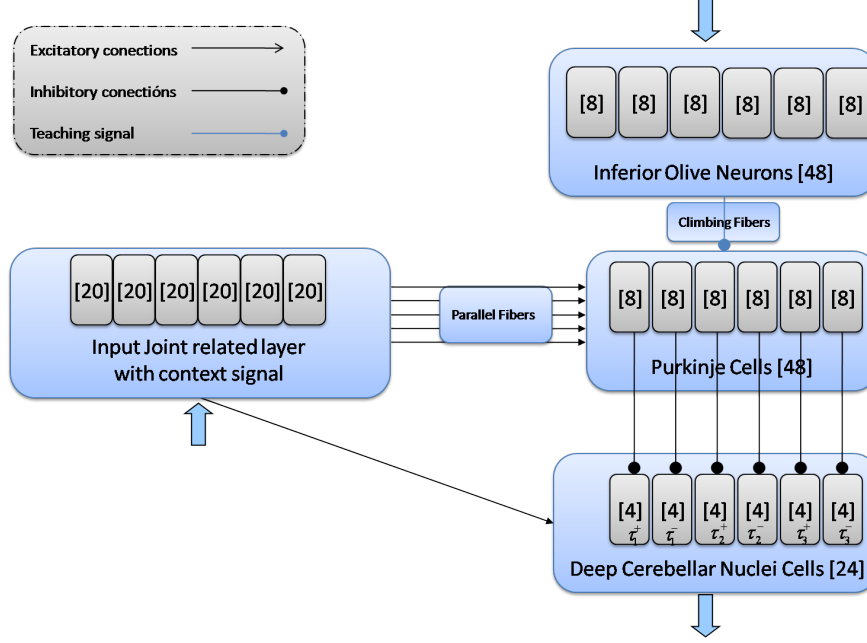 Excitatory conections
Inhibitory conectións
Teaching signal
[8] [8] [8] [8] [8] [8]
Inferior Olive Neurons [48]
Climbing Fibers
[20] [20] [20] [20] [20] [20]
Input Joint related layer
with context signal
Parallel Fibers
[8] [8] [8] [8] [8] [8]
Purkinje Cells [48]
[4] [4] [4] [4] [4] [4]
τ₁⁺ τ₁⁻ τ₂⁺ τ₂⁻ τ₃⁺ τ₃⁻
Deep Cerebellar Nuclei Cells [24]